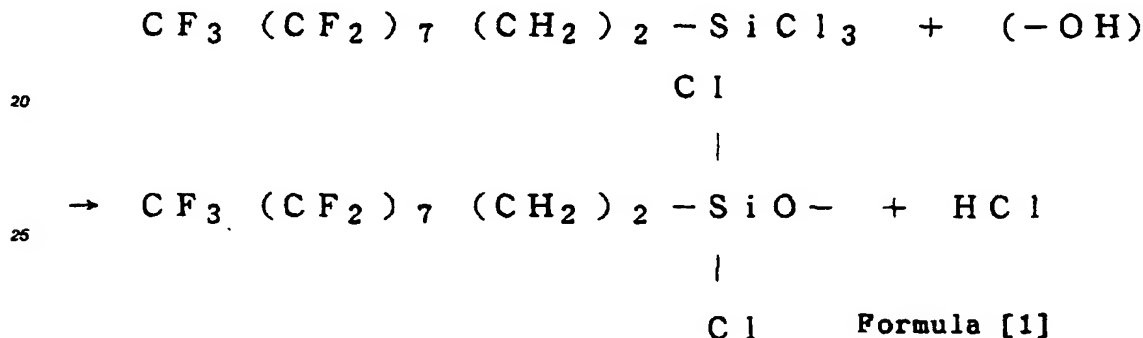 CF3 (CF2) 7 (CH2) 2 -SiCl3 + (-OH)
Cl
20
|
→ CF3 (CF2) 7 (CH2) 2 -SiO- + HCl
25
|
Cl Formula [1]